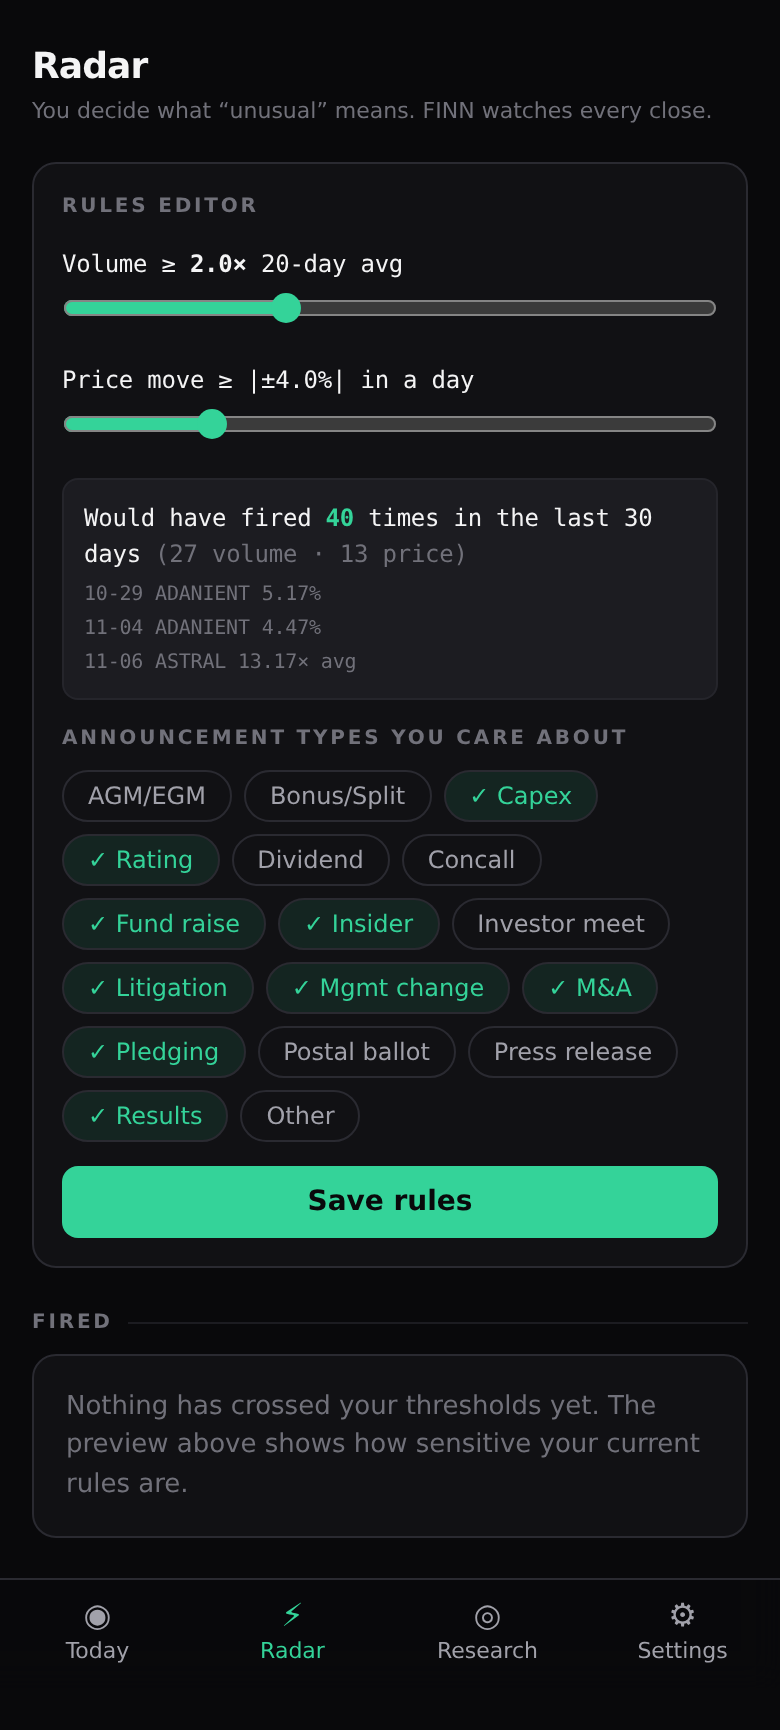 Radar
You decide what “unusual” means. FINN watches every close.
RULES EDITOR
Volume ≥ 2.0× 20-day avg
Price move ≥ |±4.0%| in a day
Would have fired 40 times in the last 30
days (27 volume · 13 price)
10-29 ADANIENT 5.17%
11-04 ADANIENT 4.47%
11-06 ASTRAL 13.17× avg
ANNOUNCEMENT TYPES YOU CARE ABOUT
AGM/EGM Bonus/Split ✓ Capex
✓ Rating Dividend Concall
✓ Fund raise ✓ Insider Investor meet
✓ Litigation ✓ Mgmt change ✓ M&A
✓ Pledging Postal ballot Press release
✓ Results Other
Save rules
FIRED
Nothing has crossed your thresholds yet. The
preview above shows how sensitive your current
rules are.
Today Radar Research Settings